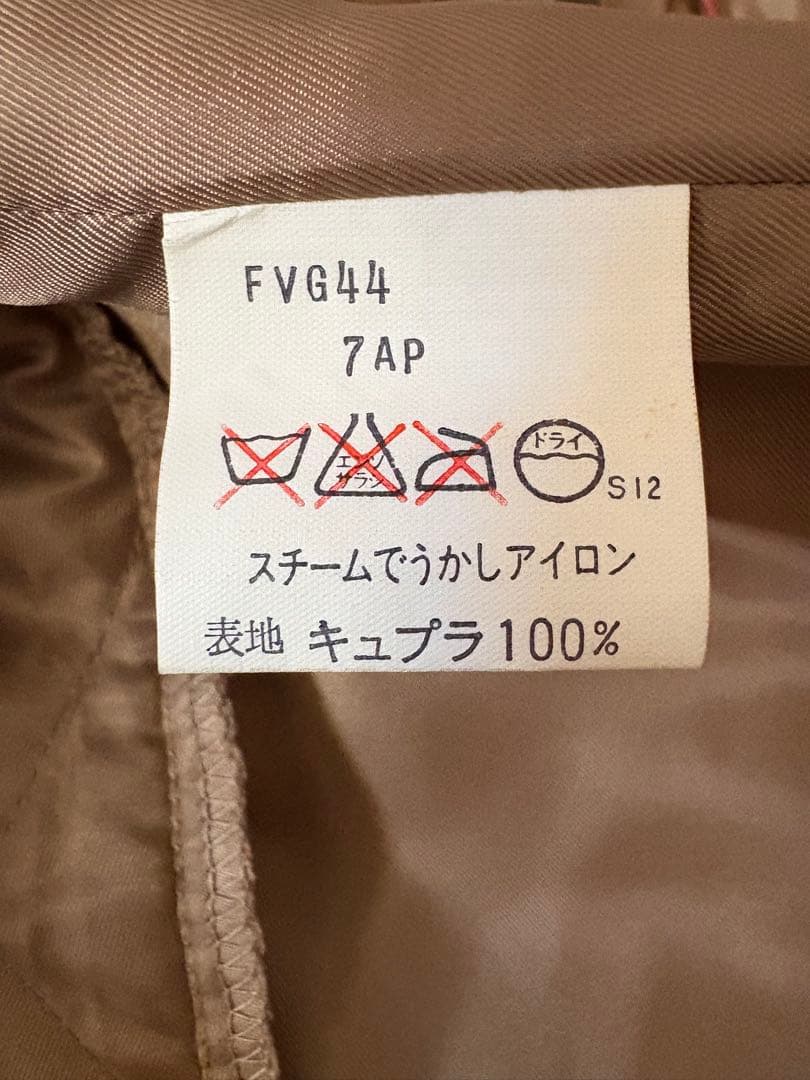 FVG44
7AP
エンソ
サラシ
ドライ
S12
スチームでうかしアイロン
表地 キュプラ100%